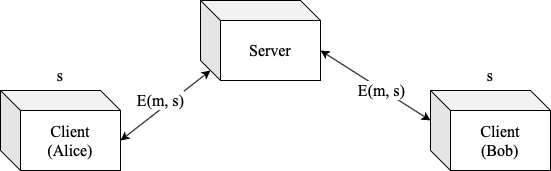 Server
s
s
E(m, s)
E(m, s)
Client
(Alice)
Client
(Bob)